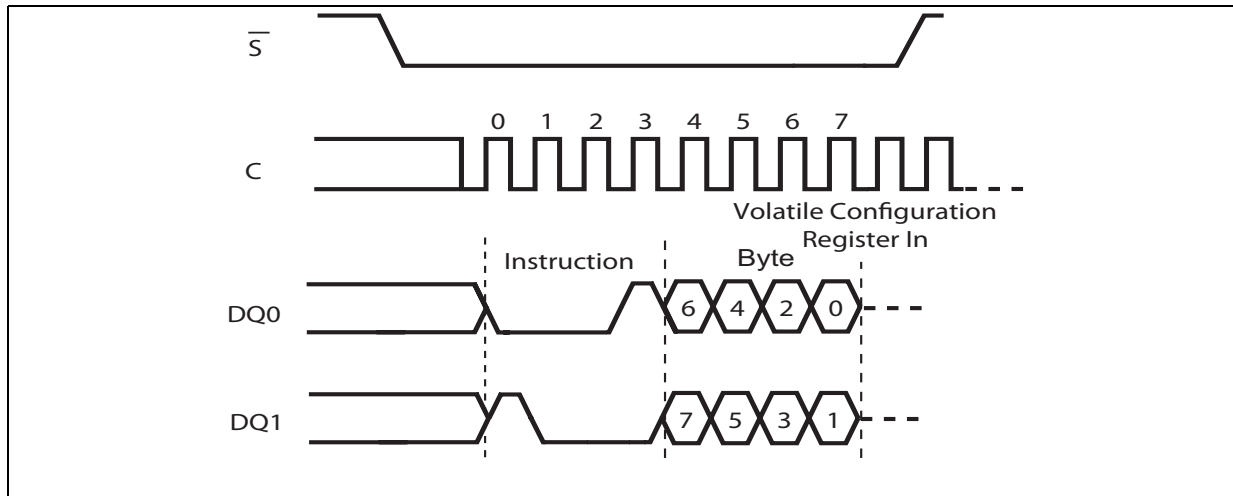 S
0 1 2 3 4 5 6 7
C
Volatile Configuration
Register In
Instruction Byte
DQ0 6 4 2 0
DQ1 7 5 3 1